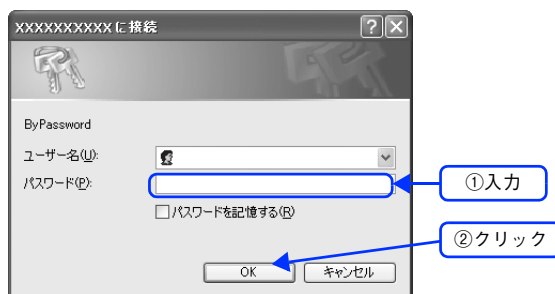 XXXXXXXXXXに接続
ByPassword
ユーザー名(U):
パスワード(P):
①入力
パスワードを記憶する(R)
②クリック
OK
キャンセル